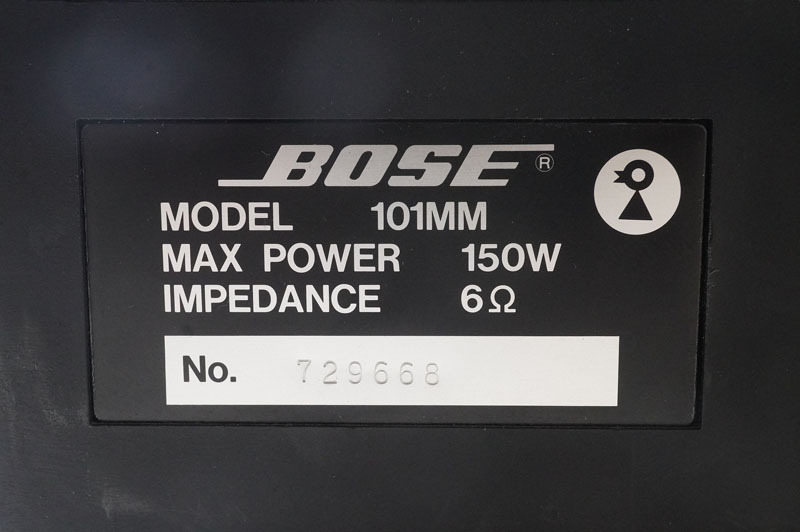 BOSE®
MODEL 101MM
MAX POWER 150W
IMPEDANCE 6Ω
No. 729668